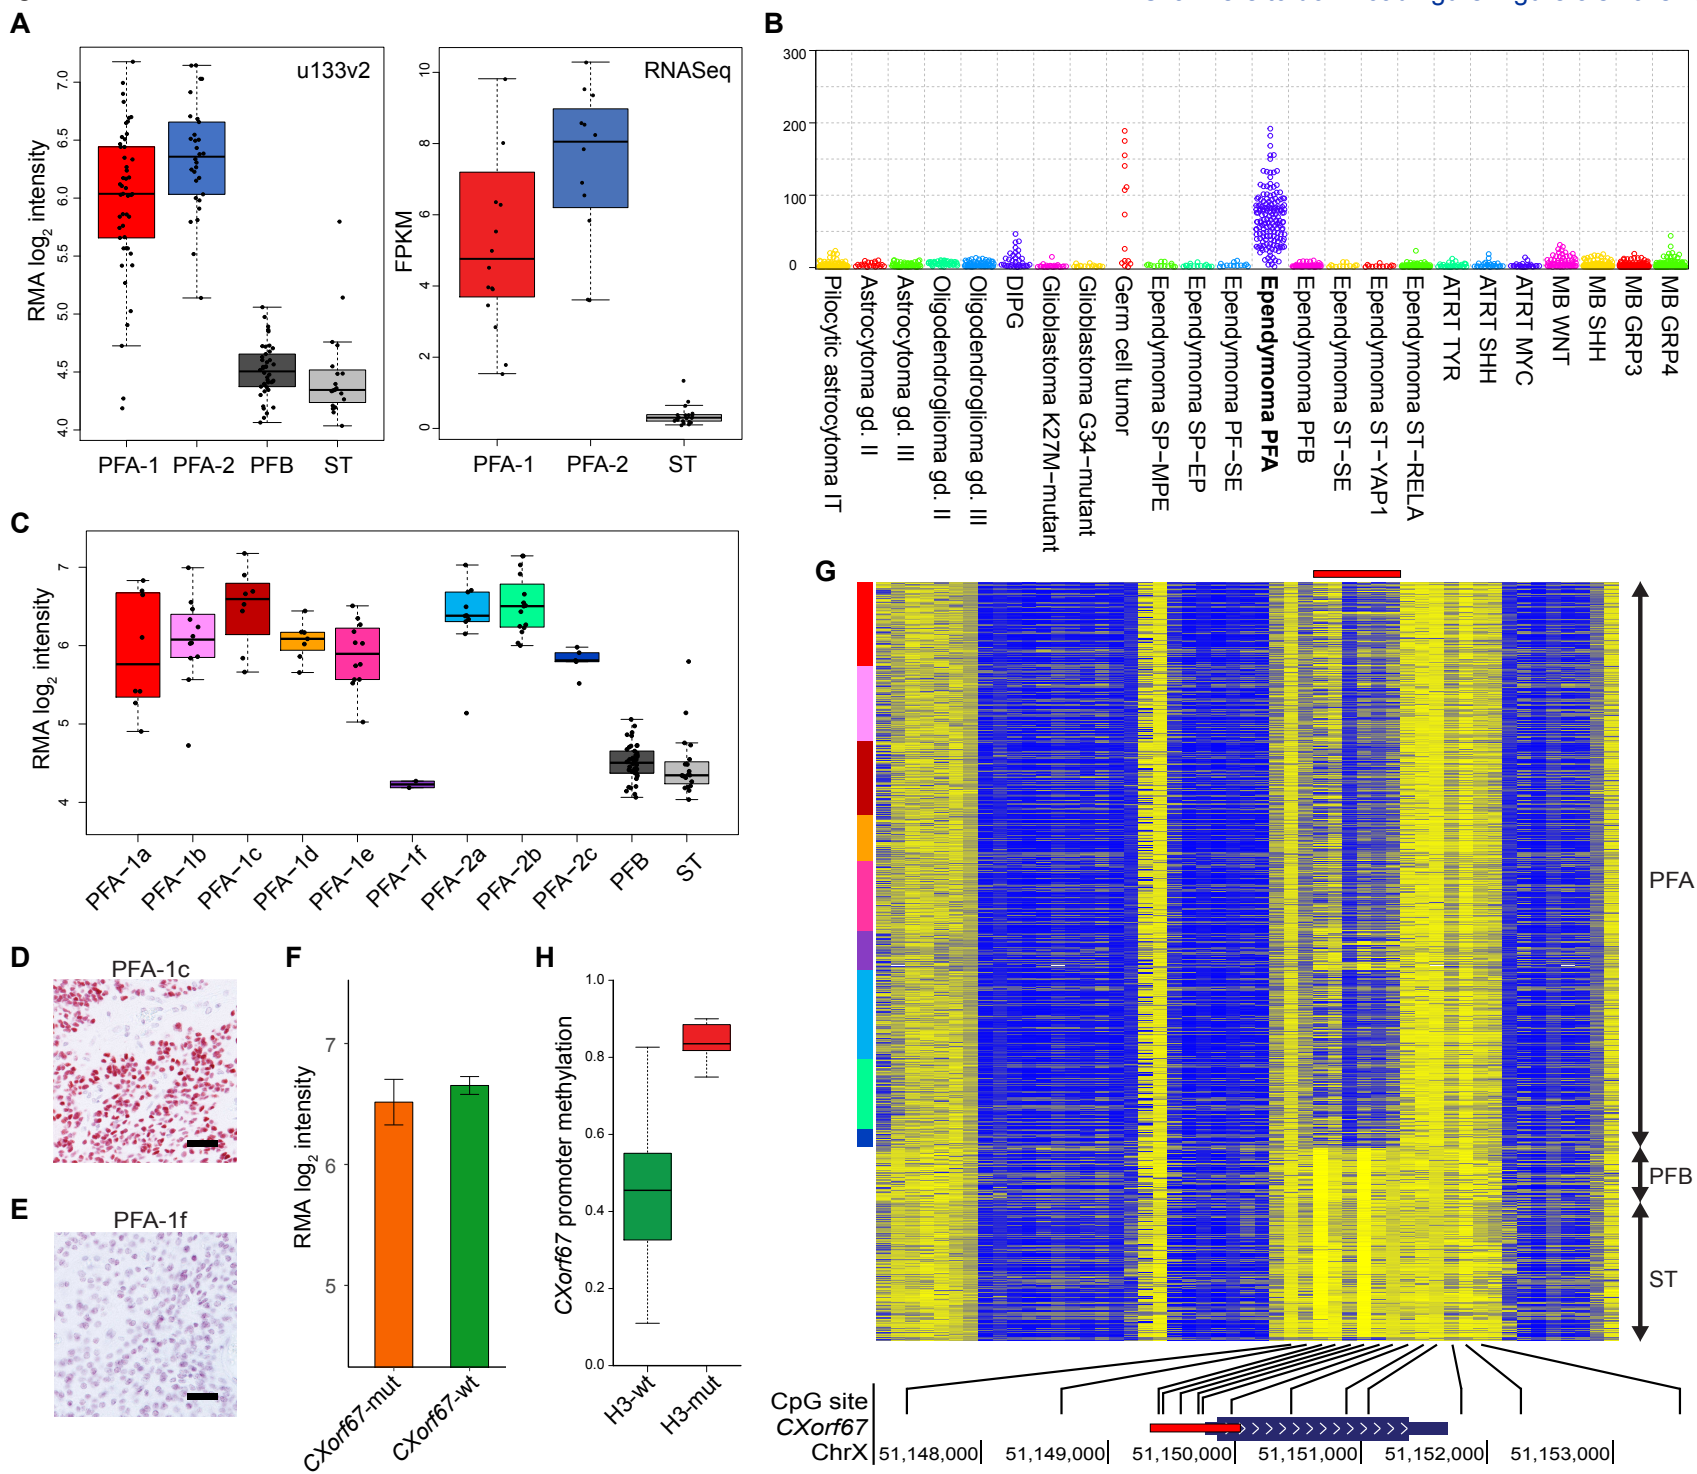 A
u133v2
RMA log2 intensity
7.0
6.5
6.0
5.5
5.0
4.5
4.0
PFA-1
PFA-2
PFB
ST
RNASeq
FPKM
10
8
6
4
2
0
PFA-1
PFA-2
ST
B
300
200
100
0
Pilocytic astrocytoma IT
Astrocytoma gd. II
Astrocytoma gd. III
Oligodendroglioma gd. II
Oligodendroglioma gd. III
DIPG
Glioblastoma K27M−mutant
Glioblastoma G34−mutant
Germ cell tumor
Ependymoma SP−MPE
Ependymoma SP−EP
Ependymoma PF−SE
Ependymoma PFA
Ependymoma PFB
Ependymoma ST−SE
Ependymoma ST−YAP1
Ependymoma ST−RELA
ATRT TYR
ATRT SHH
ATRT MYC
MB WNT
MB SHH
MB GRP3
MB GRP4
C
RMA log2 intensity
7
6
5
4
PFA−1a
PFA−1b
PFA−1c
PFA−1d
PFA−1e
PFA−1f
PFA−2a
PFA−2b
PFA−2c
PFB
ST
D
PFA-1c
E
PFA-1f
F
RMA log2 intensity
7
6
5
CXorf67-mut
CXorf67-wt
H
CXorf67 promoter methylation
1.0
0.8
0.6
0.4
0.2
0.0
H3-wt
H3-mut
G
PFA
PFB
ST
CpG site
CXorf67
ChrX
51,148,000
51,149,000
51,150,000
51,151,000
51,152,000
51,153,000